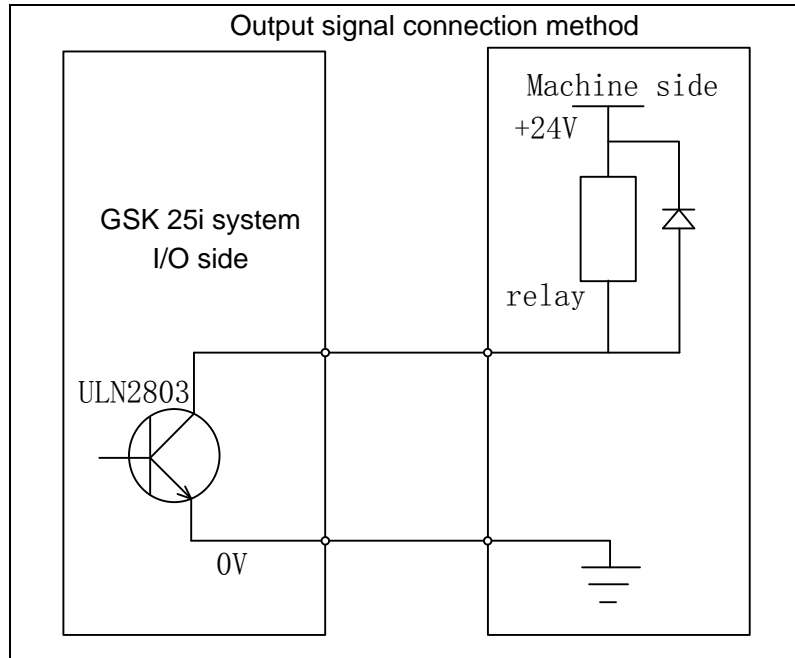 Output signal connection method
Machine side
+24V
GSK 25i system
I/O side
relay
ULN2803
0V